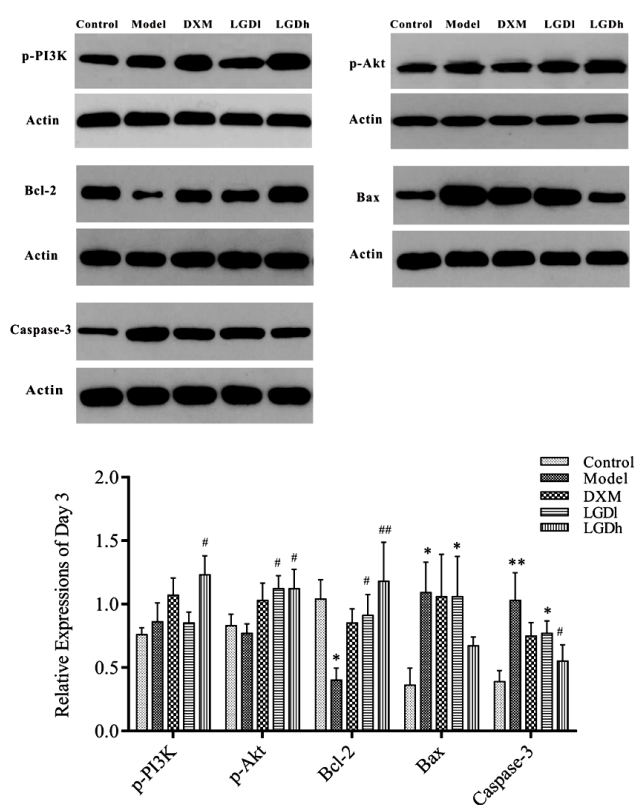 Control Model DXM LGDl LGDh
p-PI3K
Actin
Bcl-2
Actin
Caspase-3
Actin
Control Model DXM LGDl LGDh
p-Akt
Actin
Bax
Actin
Control
Model
DXM
LGDl
LGDh
Relative Expressions of Day 3
2.0
1.5
1.0
0.5
0.0
# # # * # ## * * ** * #
p-PI3K p-Akt Bcl-2 Bax Caspase-3